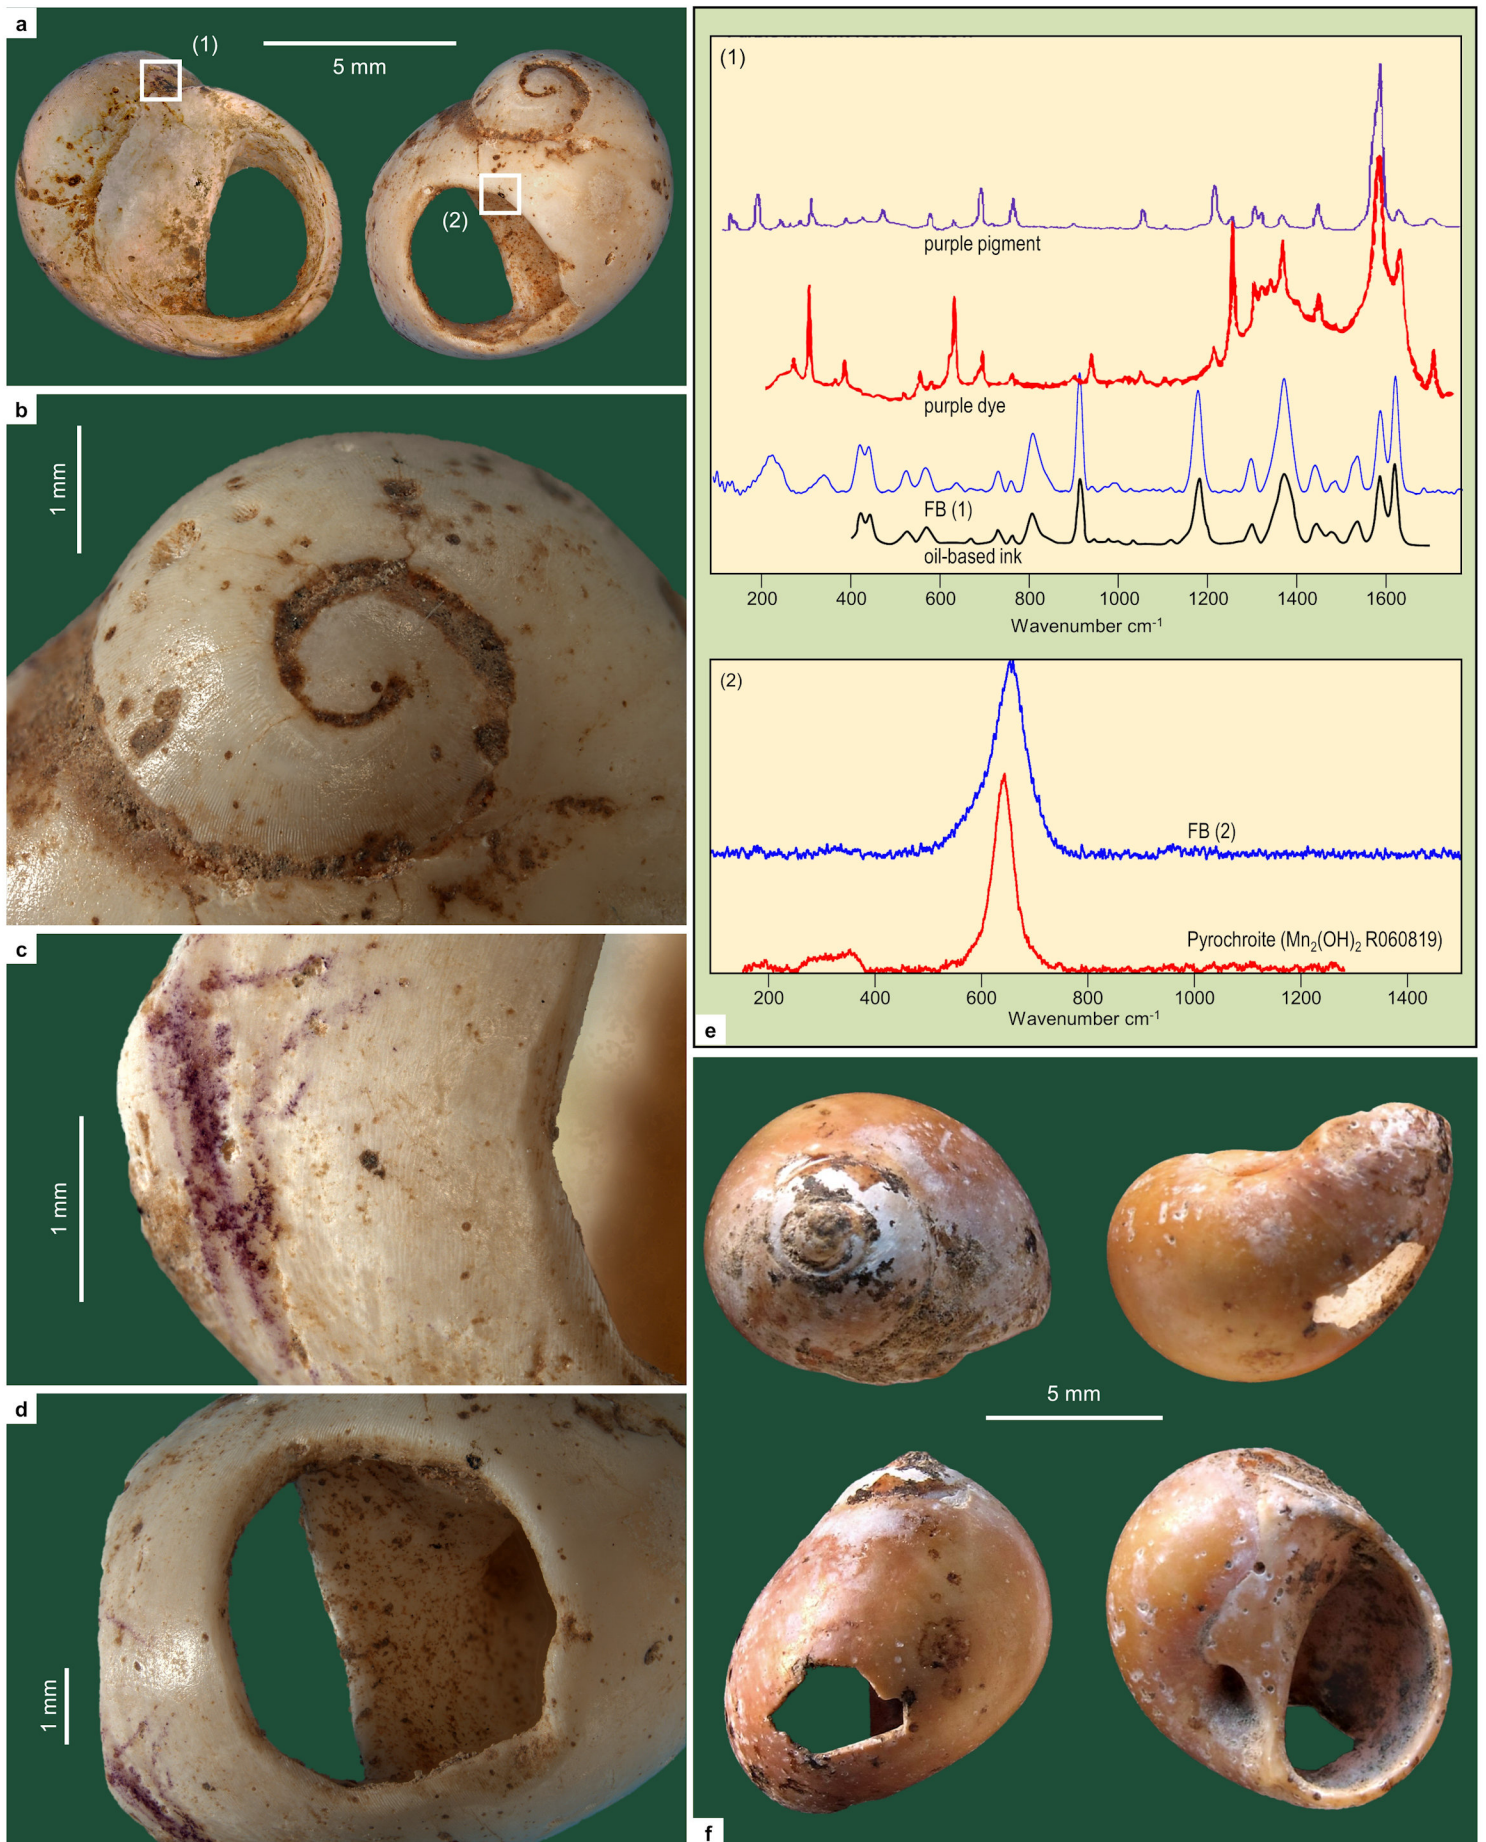 a
(1)
5 mm
(2)
b
1 mm
c
1 mm
d
1 mm
(1)
purple pigment
purple dye
FB (1)
oil-based ink
200 400 600 800 1000 1200 1400 1600
Wavenumber cm-1
(2)
FB (2)
Pyrochroite (Mn2(OH)2 R060819)
200 400 600 800 1000 1200 1400
Wavenumber cm-1
e
5 mm
f